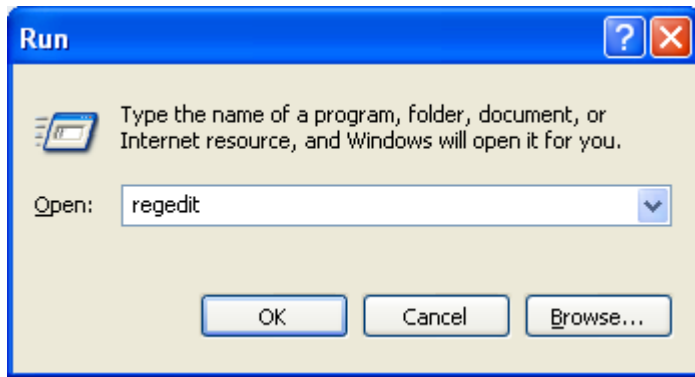 Run
Type the name of a program, folder, document, or
Internet resource, and Windows will open it for you.
Open: regedit
OK Cancel Browse...